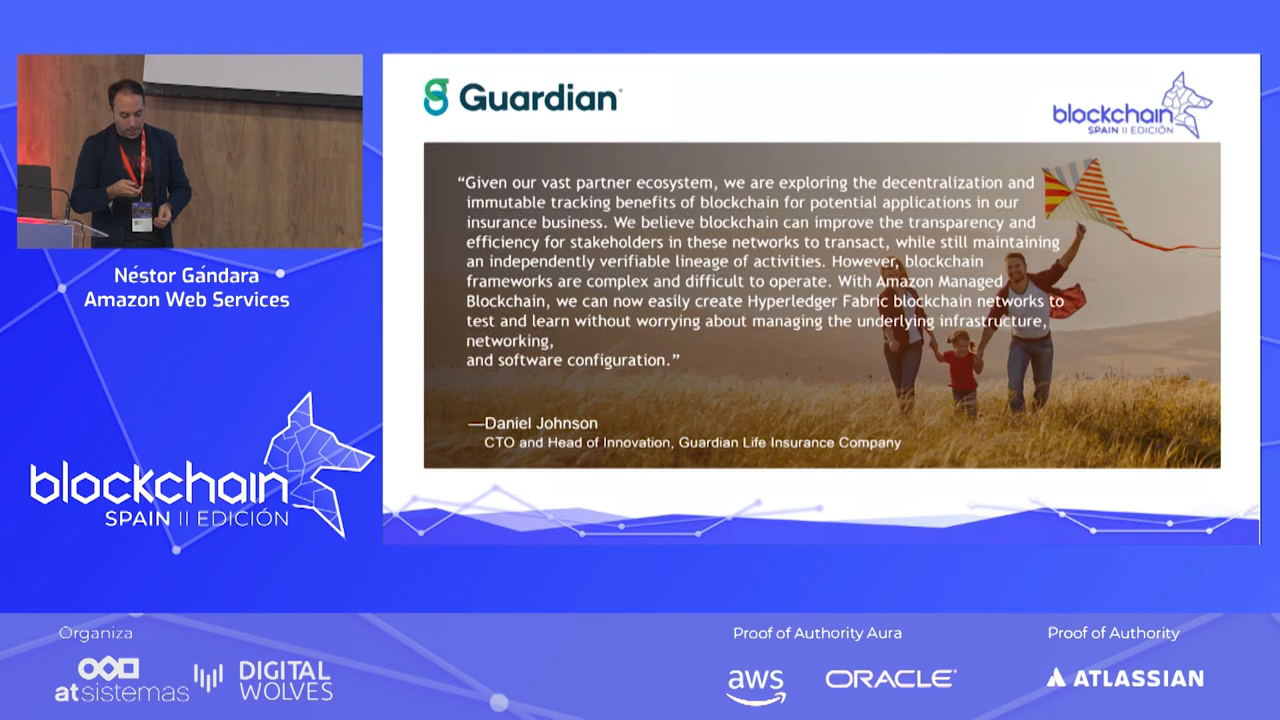 Néstor Gándara
Amazon Web Services
blockchain
SPAIN II EDICIÓN
Guardian
blockchain
SPAIN II EDICIÓN
“Given our vast partner ecosystem, we are exploring the decentralization and
immutable tracking benefits of blockchain for potential applications in our
insurance business. We believe blockchain can improve the transparency and
efficiency for stakeholders in these networks to transact, while still maintaining
an independently verifiable lineage of activities. However, blockchain
frameworks are complex and difficult to operate. With Amazon Managed
Blockchain, we can now easily create Hyperledger Fabric blockchain networks to
test and learn without worrying about managing the underlying infrastructure,
networking,
and software configuration.”
—Daniel Johnson
CTO and Head of Innovation, Guardian Life Insurance Company
Organiza
atsistemas
DIGITAL
WOLVES
Proof of Authority Aura
aws
ORACLE
Proof of Authority
ATLASSIAN